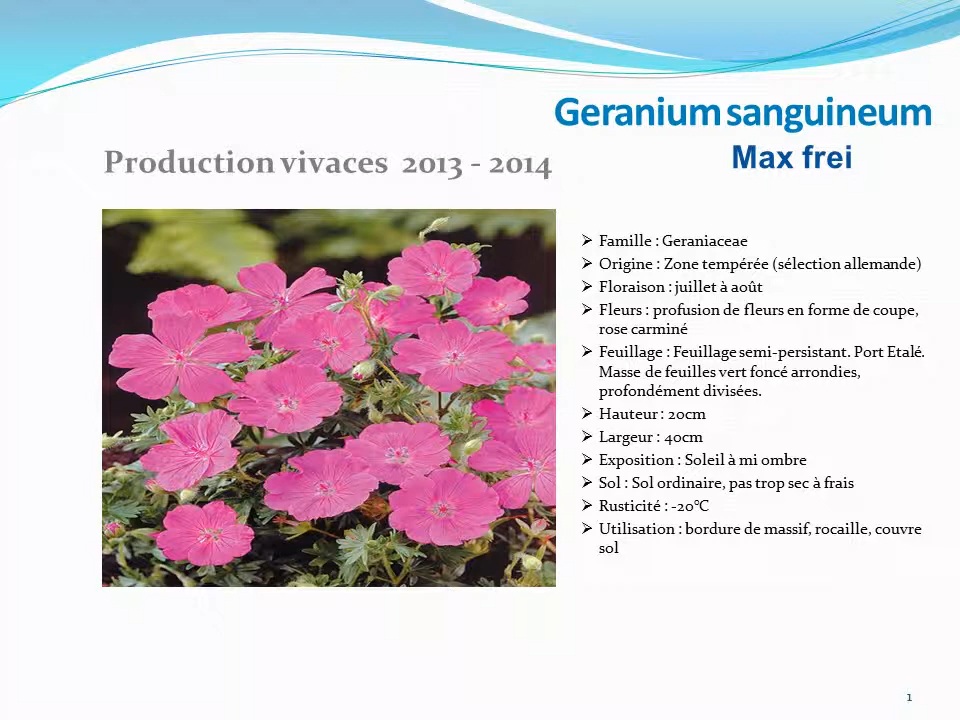 Geranium sanguineum
Max frei
Production vivaces 2013 - 2014
➢ Famille : Geraniaceae
➢ Origine : Zone tempérée (sélection allemande)
➢ Floraison : juillet à août
➢ Fleurs : profusion de fleurs en forme de coupe,
rose carminé
➢ Feuillage : Feuillage semi-persistant. Port Etalé.
Masse de feuilles vert foncé arrondies,
profondément divisées.
➢ Hauteur : 20cm
➢ Largeur : 40cm
➢ Exposition : Soleil à mi ombre
➢ Sol : Sol ordinaire, pas trop sec à frais
➢ Rusticité : -20°C
➢ Utilisation : bordure de massif, rocaille, couvre
sol
1